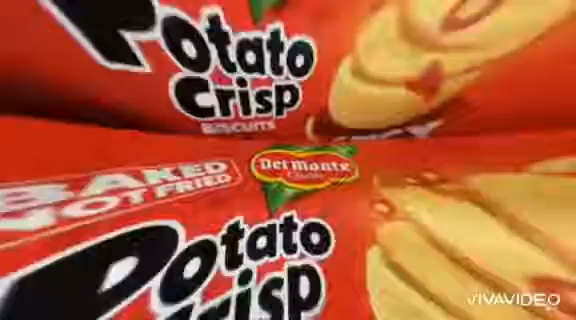 Potato
Crisp
BISCUITS
BAKED
NOT FRIED
Del Monte
Potato
Crisp
VIVAVIDEO